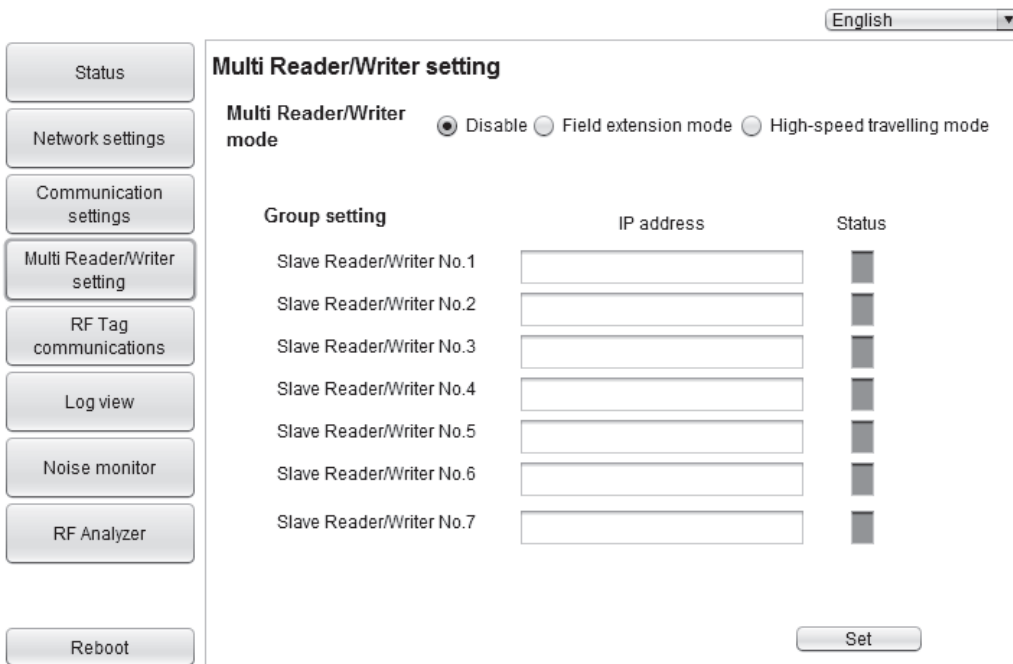 English
Status
Network settings
Communication
settings
Multi Reader/Writer
setting
RF Tag
communications
Log view
Noise monitor
RF Analyzer
Reboot
Multi Reader/Writer setting
Multi Reader/Writer
mode
Disable Field extension mode High-speed travelling mode
Group setting IP address Status
Slave Reader/Writer No.1
Slave Reader/Writer No.2
Slave Reader/Writer No.3
Slave Reader/Writer No.4
Slave Reader/Writer No.5
Slave Reader/Writer No.6
Slave Reader/Writer No.7
Set